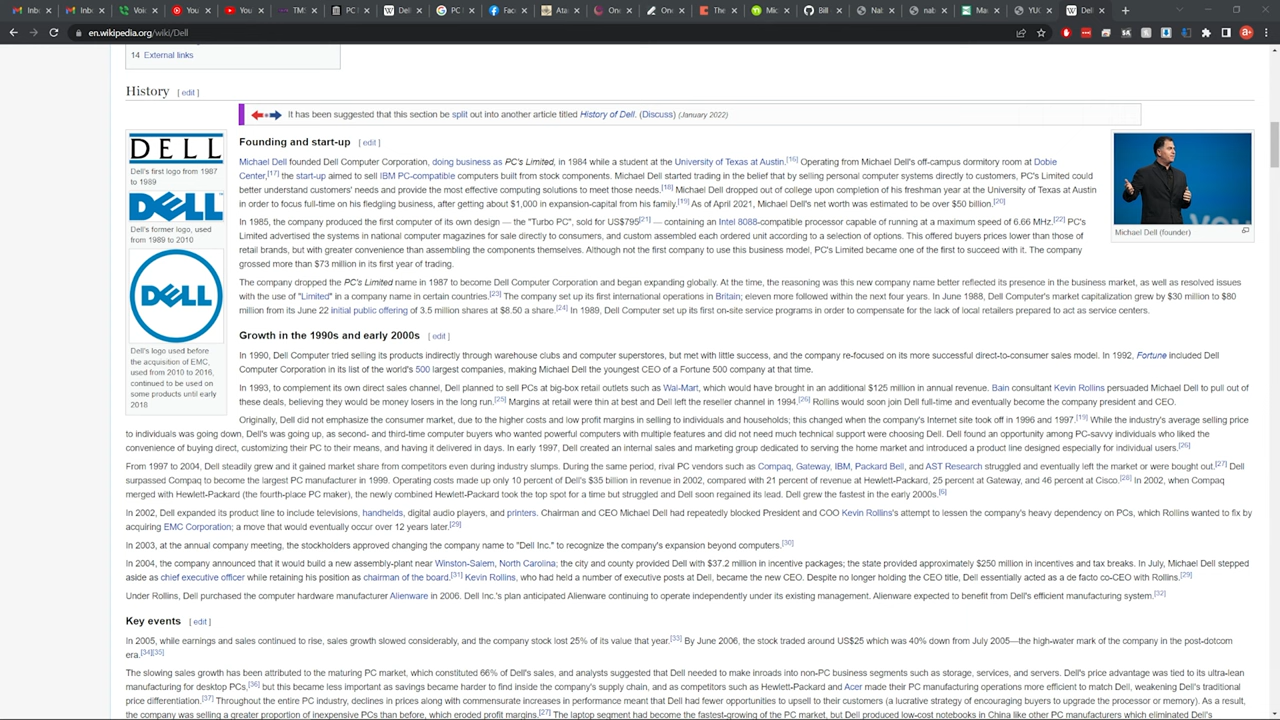 Inb
Inb
You
You
TM
PC
Dell
PC
Face
Ata
On
On
The
Mic
Bill
Nat
nat
Ma
YU
Dell
en.wikipedia.org/wiki/Dell
14 External links
History [ edit ]
It has been suggested that this section be split out into another article titled History of Dell. (Discuss) (January 2022)
DELL
Dell's first logo from 1987
to 1989
DELL
Dell's former logo, used
from 1989 to 2010
DELL
Dell's logo used before
the acquisition of EMC,
used from 2010 to 2016,
continued to be used on
some products until early
2018
Michael Dell (founder)
Founding and start-up [ edit ]
Michael Dell founded Dell Computer Corporation, doing business as PC's Limited, in 1984 while a student at the University of Texas at Austin.[16] Operating from Michael Dell's off-campus dormitory room at Dobie
Center,[17] the start-up aimed to sell IBM PC-compatible computers built from stock components. Michael Dell started trading in the belief that by selling personal computer systems directly to customers, PC's Limited could
better understand customers' needs and provide the most effective computing solutions to meet those needs.[18] Michael Dell dropped out of college upon completion of his freshman year at the University of Texas at Austin
in order to focus full-time on his fledgling business, after getting about $1,000 in expansion-capital from his family.[19] As of April 2021, Michael Dell's net worth was estimated to be over $50 billion.[20]
In 1985, the company produced the first computer of its own design — the "Turbo PC", sold for US$795[21] — containing an Intel 8088-compatible processor capable of running at a maximum speed of 6.66 MHz.[22] PC's
Limited advertised the systems in national computer magazines for sale directly to consumers, and custom assembled each ordered unit according to a selection of options. This offered buyers prices lower than those of
retail brands, but with greater convenience than assembling the components themselves. Although not the first company to use this business model, PC's Limited became one of the first to succeed with it. The company
grossed more than $73 million in its first year of trading.
The company dropped the PC's Limited name in 1987 to become Dell Computer Corporation and began expanding globally. At the time, the reasoning was this new company name better reflected its presence in the business market, as well as resolved issues
with the use of "Limited" in a company name in certain countries.[23] The company set up its first international operations in Britain; eleven more followed within the next four years. In June 1988, Dell Computer's market capitalization grew by $30 million to $80
million from its June 22 initial public offering of 3.5 million shares at $8.50 a share.[24] In 1989, Dell Computer set up its first on-site service programs in order to compensate for the lack of local retailers prepared to act as service centers.
Growth in the 1990s and early 2000s [ edit ]
In 1990, Dell Computer tried selling its products indirectly through warehouse clubs and computer superstores, but met with little success, and the company re-focused on its more successful direct-to-consumer sales model. In 1992, Fortune included Dell
Computer Corporation in its list of the world's 500 largest companies, making Michael Dell the youngest CEO of a Fortune 500 company at that time.
In 1993, to complement its own direct sales channel, Dell planned to sell PCs at big-box retail outlets such as Wal-Mart, which would have brought in an additional $125 million in annual revenue. Bain consultant Kevin Rollins persuaded Michael Dell to pull out of
these deals, believing they would be money losers in the long run.[25] Margins at retail were thin at best and Dell left the reseller channel in 1994.[26] Rollins would soon join Dell full-time and eventually become the company president and CEO.
Originally, Dell did not emphasize the consumer market, due to the higher costs and low profit margins in selling to individuals and households; this changed when the company's Internet site took off in 1996 and 1997.[19] While the industry's average selling price
to individuals was going down, Dell's was going up, as second- and third-time computer buyers who wanted powerful computers with multiple features and did not need much technical support were choosing Dell. Dell found an opportunity among PC-savvy individuals who liked the
convenience of buying direct, customizing their PC to their means, and having it delivered in days. In early 1997, Dell created an internal sales and marketing group dedicated to serving the home market and introduced a product line designed especially for individual users.[26]
From 1997 to 2004, Dell steadily grew and it gained market share from competitors even during industry slumps. During the same period, rival PC vendors such as Compaq, Gateway, IBM, Packard Bell, and AST Research struggled and eventually left the market or were bought out.[27] Dell
surpassed Compaq to become the largest PC manufacturer in 1999. Operating costs made up only 10 percent of Dell's $35 billion in revenue in 2002, compared with 21 percent of revenue at Hewlett-Packard, 25 percent at Gateway, and 46 percent at Cisco.[28] In 2002, when Compaq
merged with Hewlett-Packard (the fourth-place PC maker), the newly combined Hewlett-Packard took the top spot for a time but struggled and Dell soon regained its lead. Dell grew the fastest in the early 2000s.[6]
In 2002, Dell expanded its product line to include televisions, handhelds, digital audio players, and printers. Chairman and CEO Michael Dell had repeatedly blocked President and COO Kevin Rollins's attempt to lessen the company's heavy dependency on PCs, which Rollins wanted to fix by
acquiring EMC Corporation; a move that would eventually occur over 12 years later.[29]
In 2003, at the annual company meeting, the stockholders approved changing the company name to "Dell Inc." to recognize the company's expansion beyond computers.[30]
In 2004, the company announced that it would build a new assembly-plant near Winston-Salem, North Carolina; the city and county provided Dell with $37.2 million in incentive packages; the state provided approximately $250 million in incentives and tax breaks. In July, Michael Dell stepped
aside as chief executive officer while retaining his position as chairman of the board.[31] Kevin Rollins, who had held a number of executive posts at Dell, became the new CEO. Despite no longer holding the CEO title, Dell essentially acted as a de facto co-CEO with Rollins.[29]
Under Rollins, Dell purchased the computer hardware manufacturer Alienware in 2006. Dell Inc.'s plan anticipated Alienware continuing to operate independently under its existing management. Alienware expected to benefit from Dell's efficient manufacturing system.[32]
Key events [ edit ]
In 2005, while earnings and sales continued to rise, sales growth slowed considerably, and the company stock lost 25% of its value that year.[33] By June 2006, the stock traded around US$25 which was 40% down from July 2005—the high-water mark of the company in the post-dotcom
era.[34][35]
The slowing sales growth has been attributed to the maturing PC market, which constituted 66% of Dell's sales, and analysts suggested that Dell needed to make inroads into non-PC business segments such as storage, services, and servers. Dell's price advantage was tied to its ultra-lean
manufacturing for desktop PCs,[36] but this became less important as savings became harder to find inside the company's supply chain, and as competitors such as Hewlett-Packard and Acer made their PC manufacturing operations more efficient to match Dell, weakening Dell's traditional
price differentiation.[37] Throughout the entire PC industry, declines in prices along with commensurate increases in performance meant that Dell had fewer opportunities to upsell to their customers (a lucrative strategy of encouraging buyers to upgrade the processor or memory). As a result,
the company was selling a greater proportion of inexpensive PCs than before, which eroded profit margins.[27] The laptop segment had become the fastest-growing of the PC market, but Dell produced low-cost notebooks in China like other PC manufacturers which eliminated Dell's